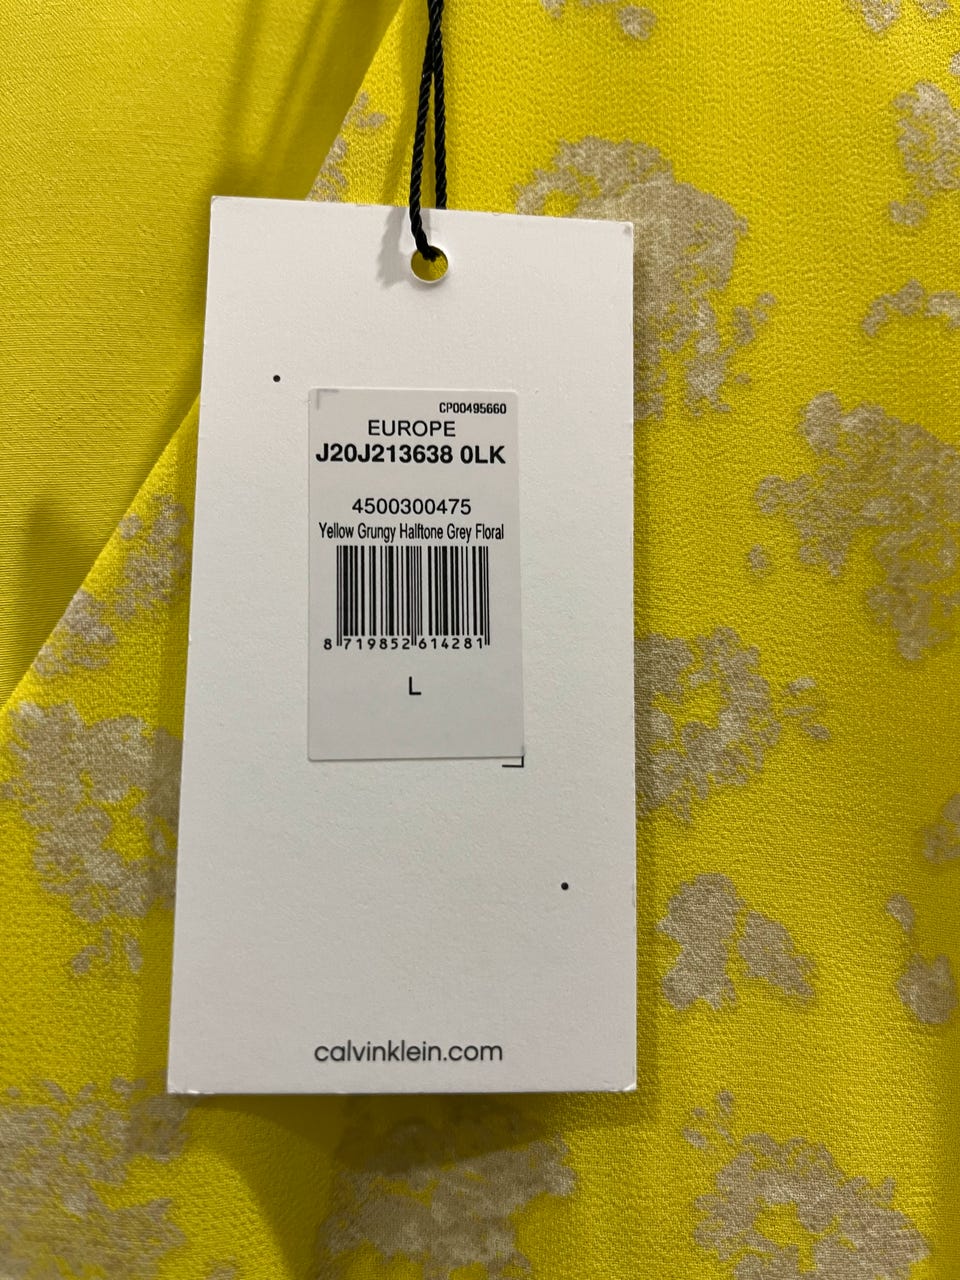 CP00495660
EUROPE
J20J213638 0LK
4500300475
Yellow Grungy Halftone Grey Floral
8 719852 614281
L
calvinklein.com